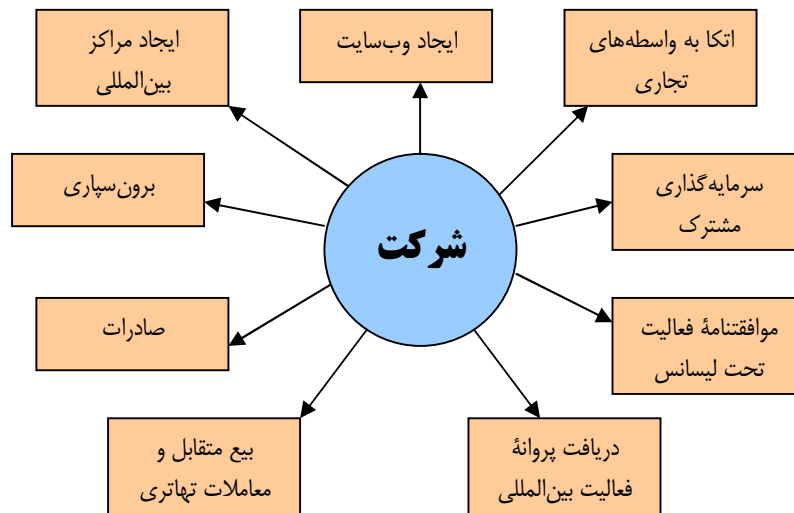 اتکا به واسطه‌های
تجاری
ایجاد وب‌سایت
ایجاد مراکز
بین‌المللی
سرمایه‌گذاری
مشترک
برون‌سپاری
شرکت
موافقتنامهٔ فعالیت
تحت لیسانس
صادرات
دریافت پروانهٔ
فعالیت بین‌المللی
بیع متقابل و
معاملات تهاتری